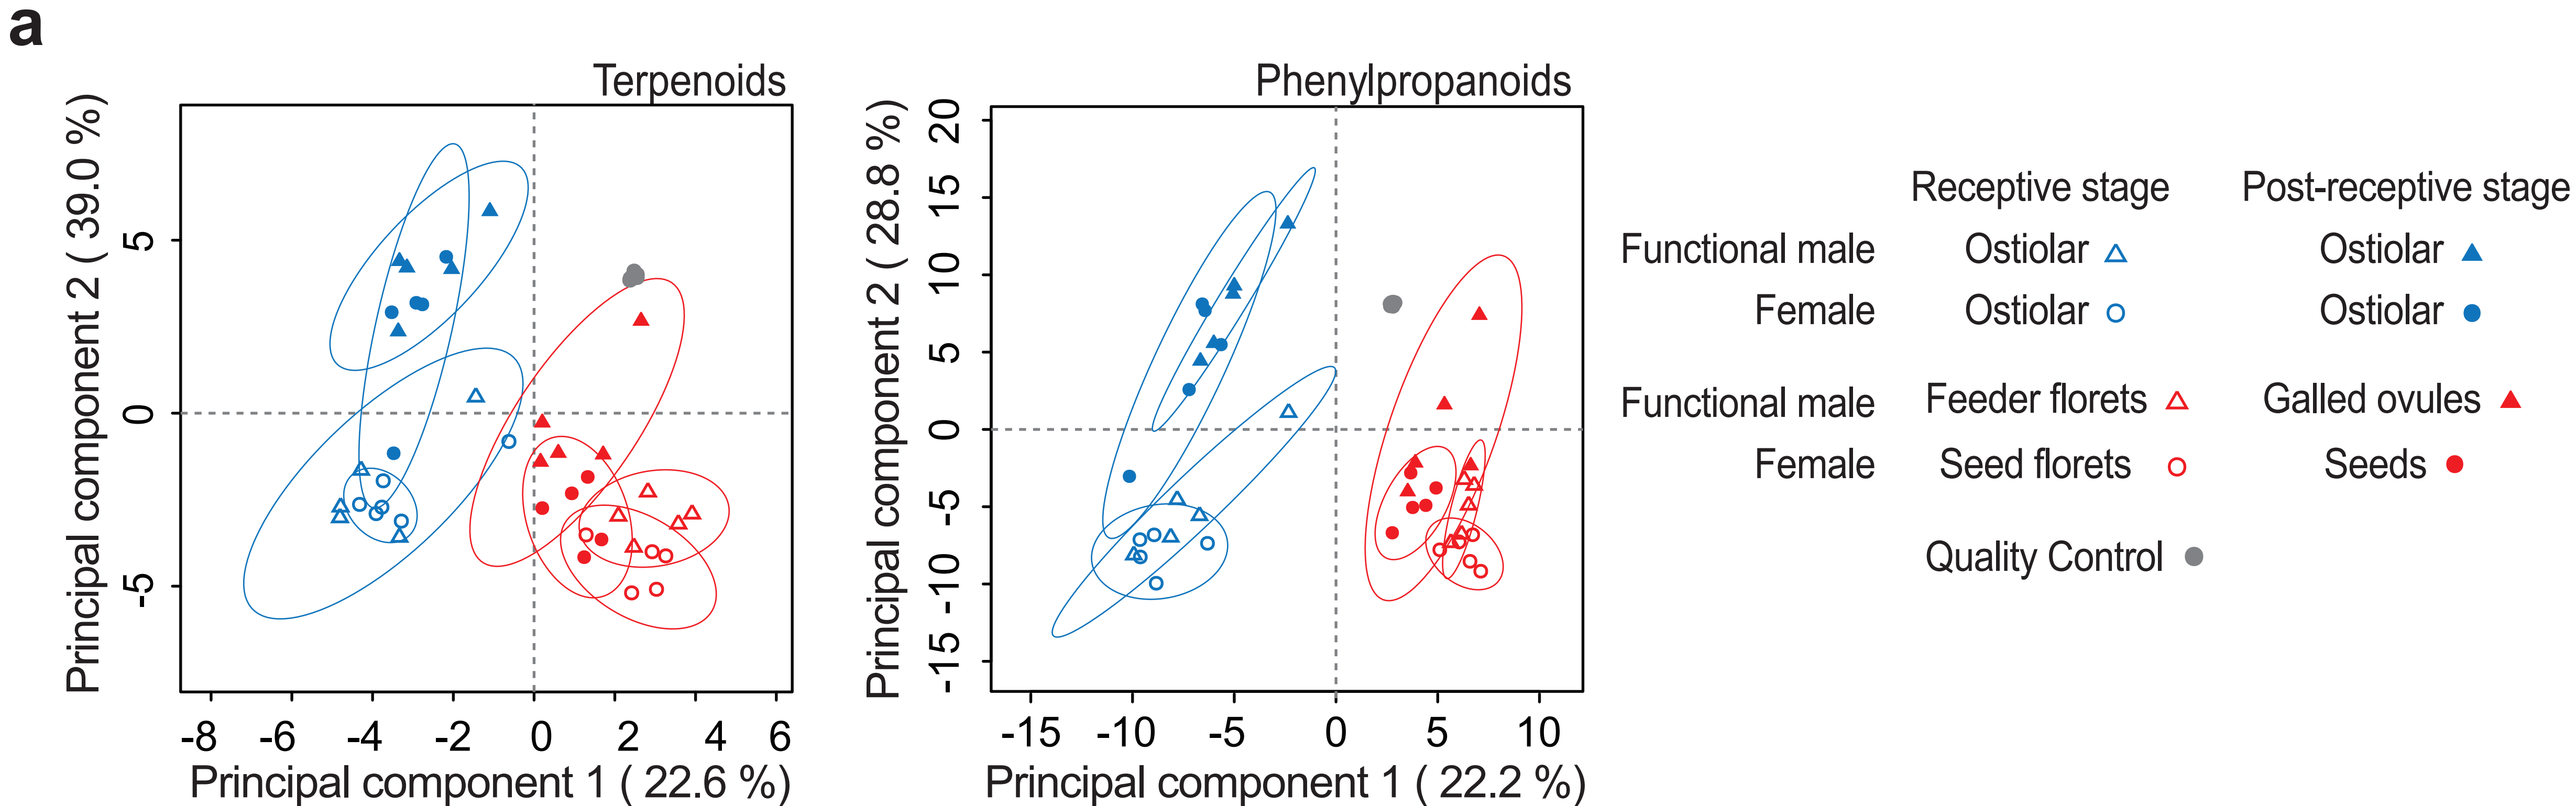 a
Terpenoids
Principal component 2 ( 39.0 %)
5
0
-5
-8 -6 -4 -2 0 2 4 6
Principal component 1 ( 22.6 %)
Phenylpropanoids
Principal component 2 ( 28.8 %)
20
15
10
5
0
-5
-10
-15
-15 -10 -5 0 5 10
Principal component 1 ( 22.2 %)
Receptive stage Post-receptive stage
Functional male Ostiolar Ostiolar
Female Ostiolar Ostiolar
Functional male Feeder florets Galled ovules
Female Seed florets Seeds
Quality Control